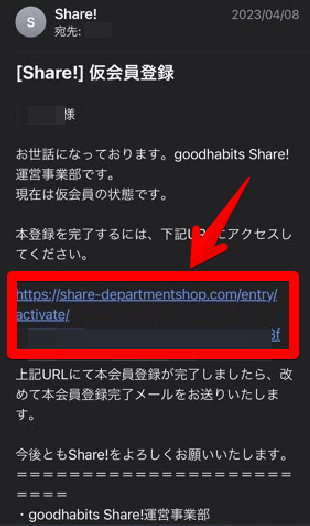 S
Share!
2023/04/08
宛先:
[Share!] 仮会員登録
様
お世話になっております。goodhabits Share!
運営事業部です。
現在は仮会員の状態です。
本登録を完了するには、下記URLにアクセスし
てください。
https://share-departmentshop.com/entry/
activate/
3f
上記URLにて本会員登録が完了しましたら、改
めて本会員登録完了メールをお送りいたしま
す。
今後ともShare!をよろしくお願いいたします。
＝＝＝＝＝＝＝＝＝＝＝＝＝＝＝＝＝＝＝＝＝
＝＝＝＝
・goodhabits Share!運営事業部